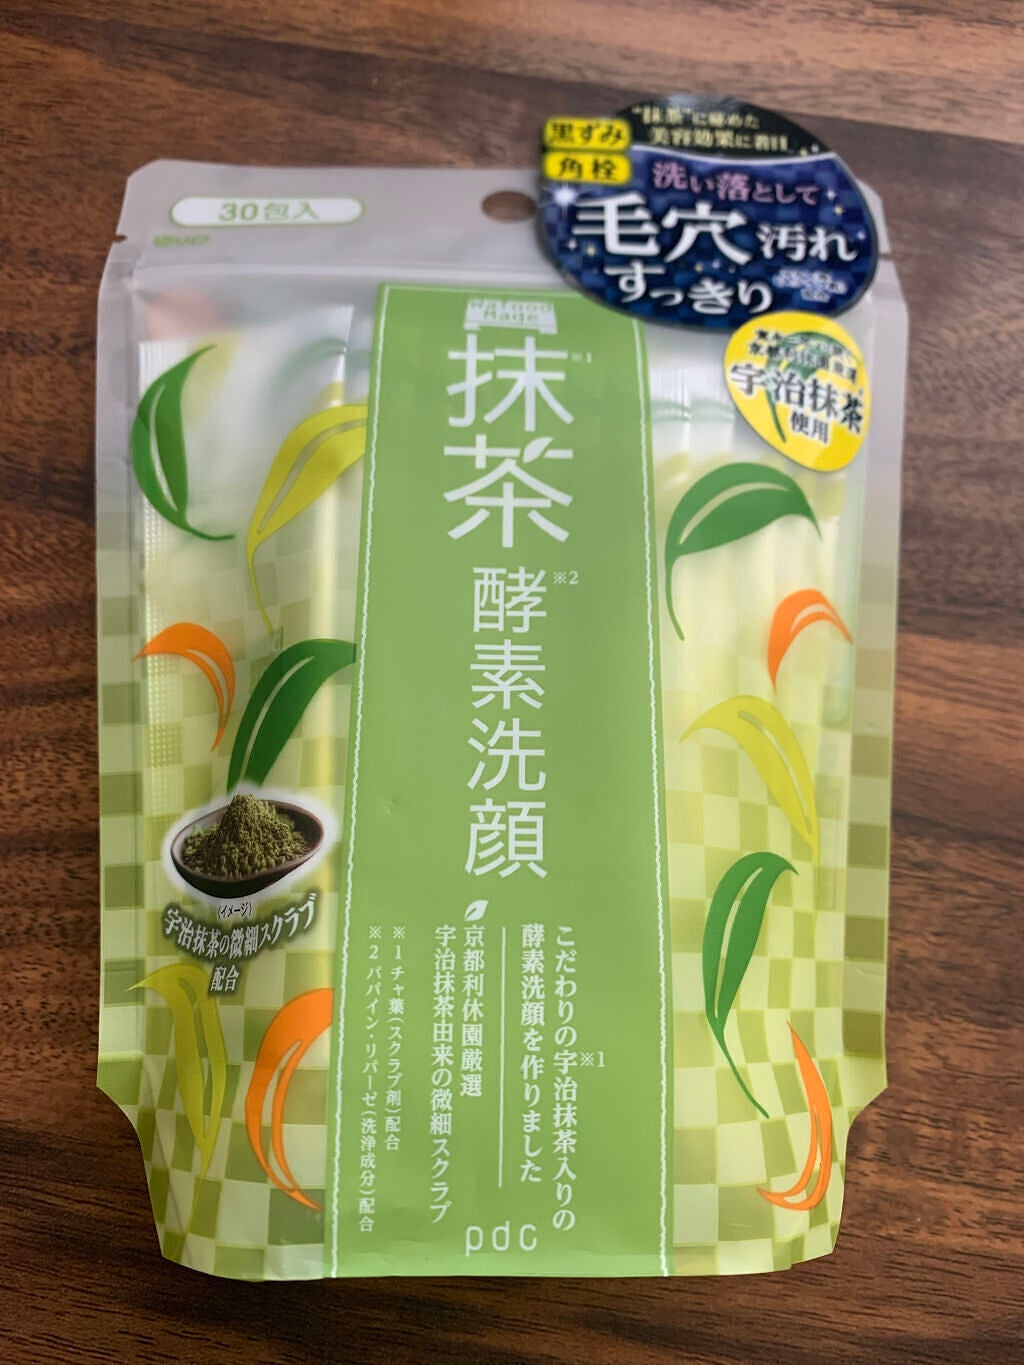 30包入
黒ずみ
角栓
"抹茶"に秘めた
美容効果に着目
洗い落として
毛穴汚れ
すっきり
宇治抹茶
使用
Wafood
Made
抹茶※1
酵素洗顔※2
こだわりの宇治抹茶※1入りの
酵素洗顔を作りました
京都利休園厳選
宇治抹茶由来の微細スクラブ
※1 チャ葉(スクラブ剤)配合
※2 パパイン・リパーゼ(洗浄成分)配合
(イメージ)
宇治抹茶の微細スクラブ
配合
pdc